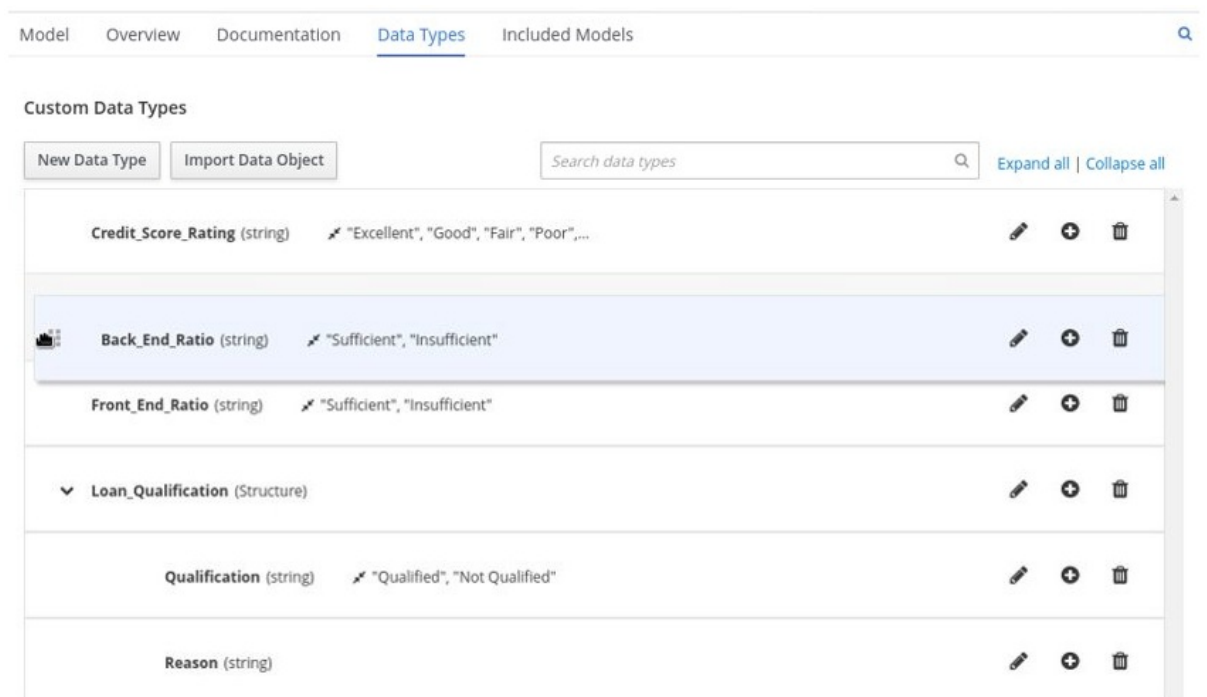 Model Overview Documentation Data Types Included Models
Custom Data Types
New Data Type Import Data Object Search data types Expand all | Collapse all
Credit_Score_Rating (string) "Excellent", "Good", "Fair", "Poor",...
Back_End_Ratio (string) "Sufficient", "Insufficient"
Front_End_Ratio (string) "Sufficient", "Insufficient"
Loan_Qualification (Structure)
Qualification (string) "Qualified", "Not Qualified"
Reason (string)